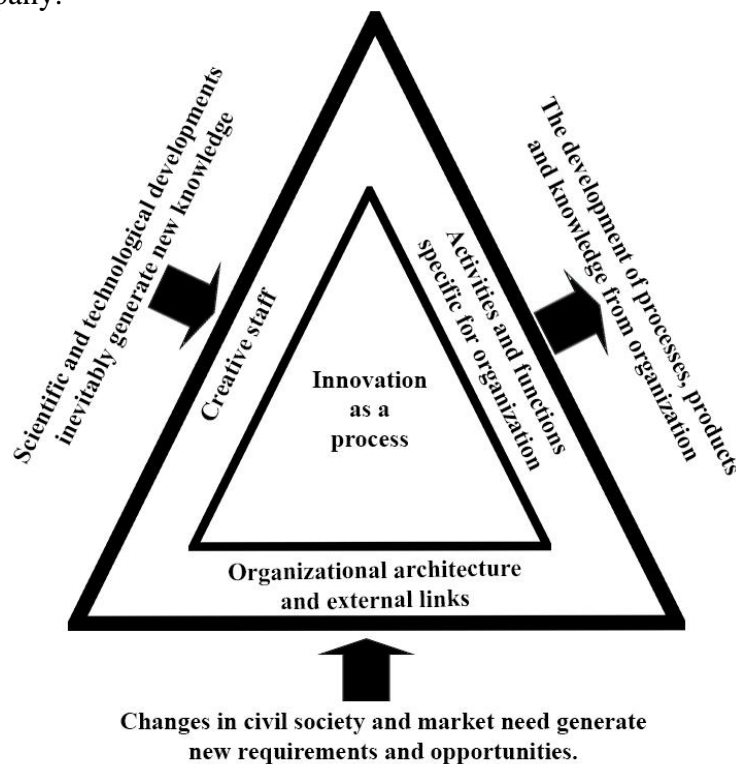 Scientific and technological developments
inevitably generate new knowledge
Creative staff
Innovation
as a
process
Activities and functions
specific for organization
The development of processes, products
and knowledge from organization
Organizational architecture
and external links
Changes in civil society and market need generate
new requirements and opportunities.